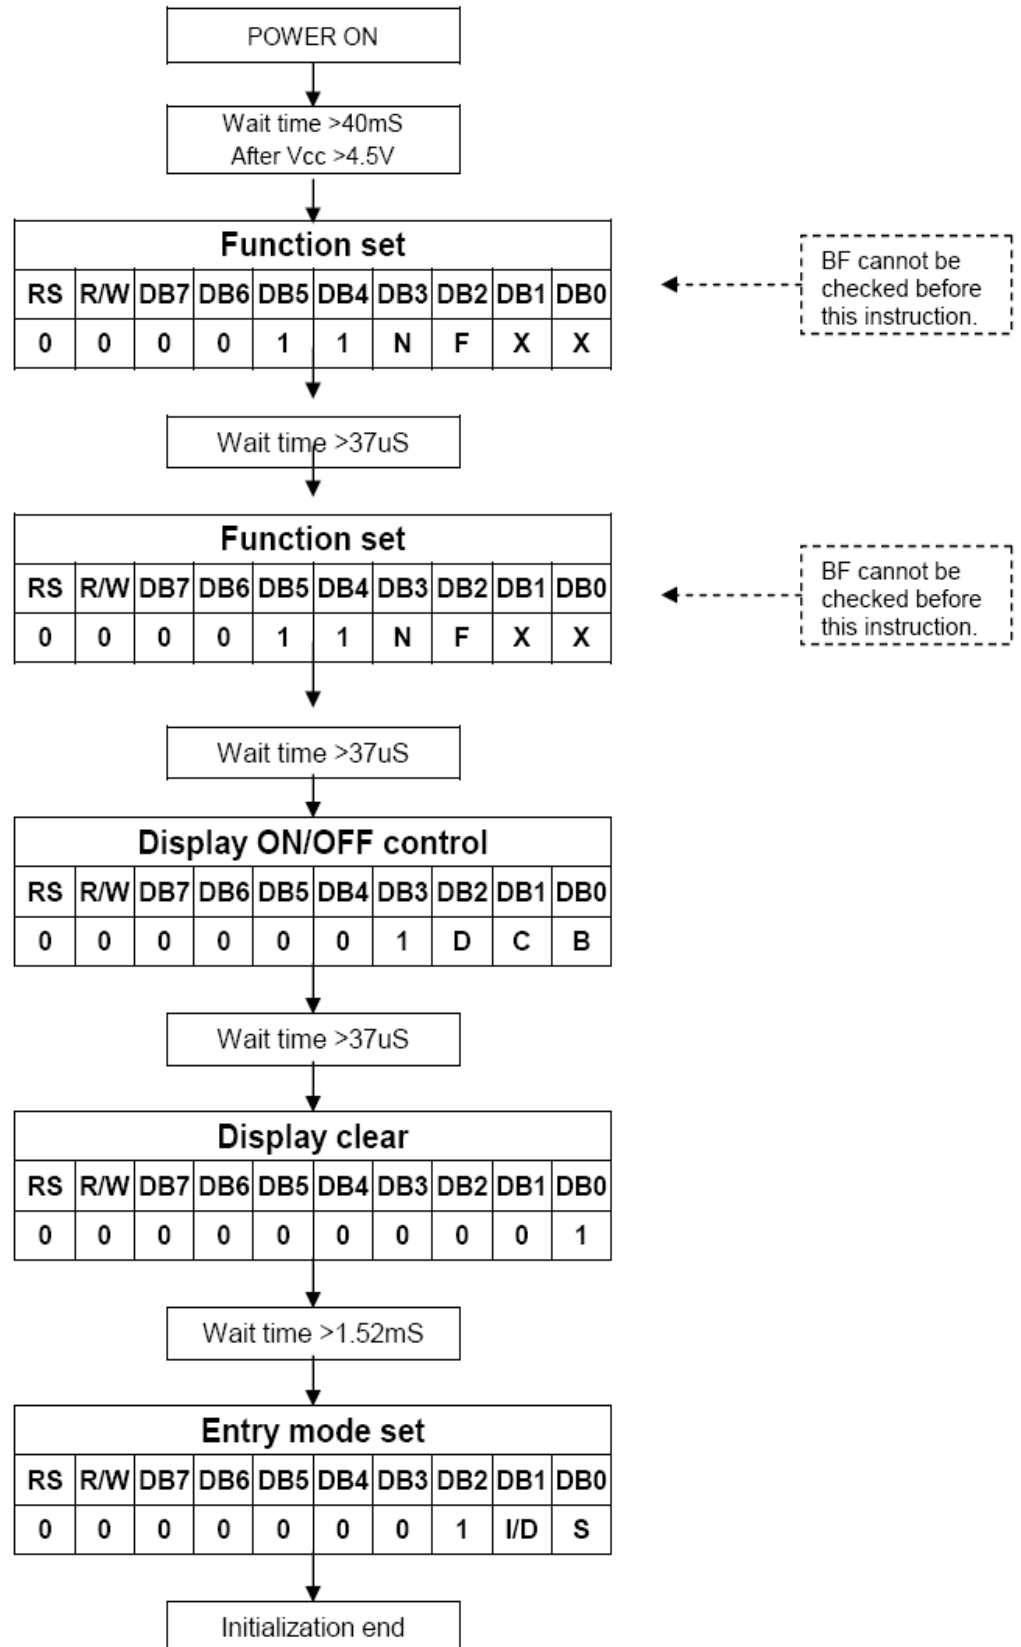 POWER ON
Wait time >40mS
After Vcc >4.5V
Function set
RS R/W DB7 DB6 DB5 DB4 DB3 DB2 DB1 DB0
0 0 0 0 1 1 N F X X
BF cannot be
checked before
this instruction.
Wait time >37uS
Function set
RS R/W DB7 DB6 DB5 DB4 DB3 DB2 DB1 DB0
0 0 0 0 1 1 N F X X
BF cannot be
checked before
this instruction.
Wait time >37uS
Display ON/OFF control
RS R/W DB7 DB6 DB5 DB4 DB3 DB2 DB1 DB0
0 0 0 0 0 0 1 D C B
Wait time >37uS
Display clear
RS R/W DB7 DB6 DB5 DB4 DB3 DB2 DB1 DB0
0 0 0 0 0 0 0 0 0 1
Wait time >1.52mS
Entry mode set
RS R/W DB7 DB6 DB5 DB4 DB3 DB2 DB1 DB0
0 0 0 0 0 0 0 1 I/D S
Initialization end